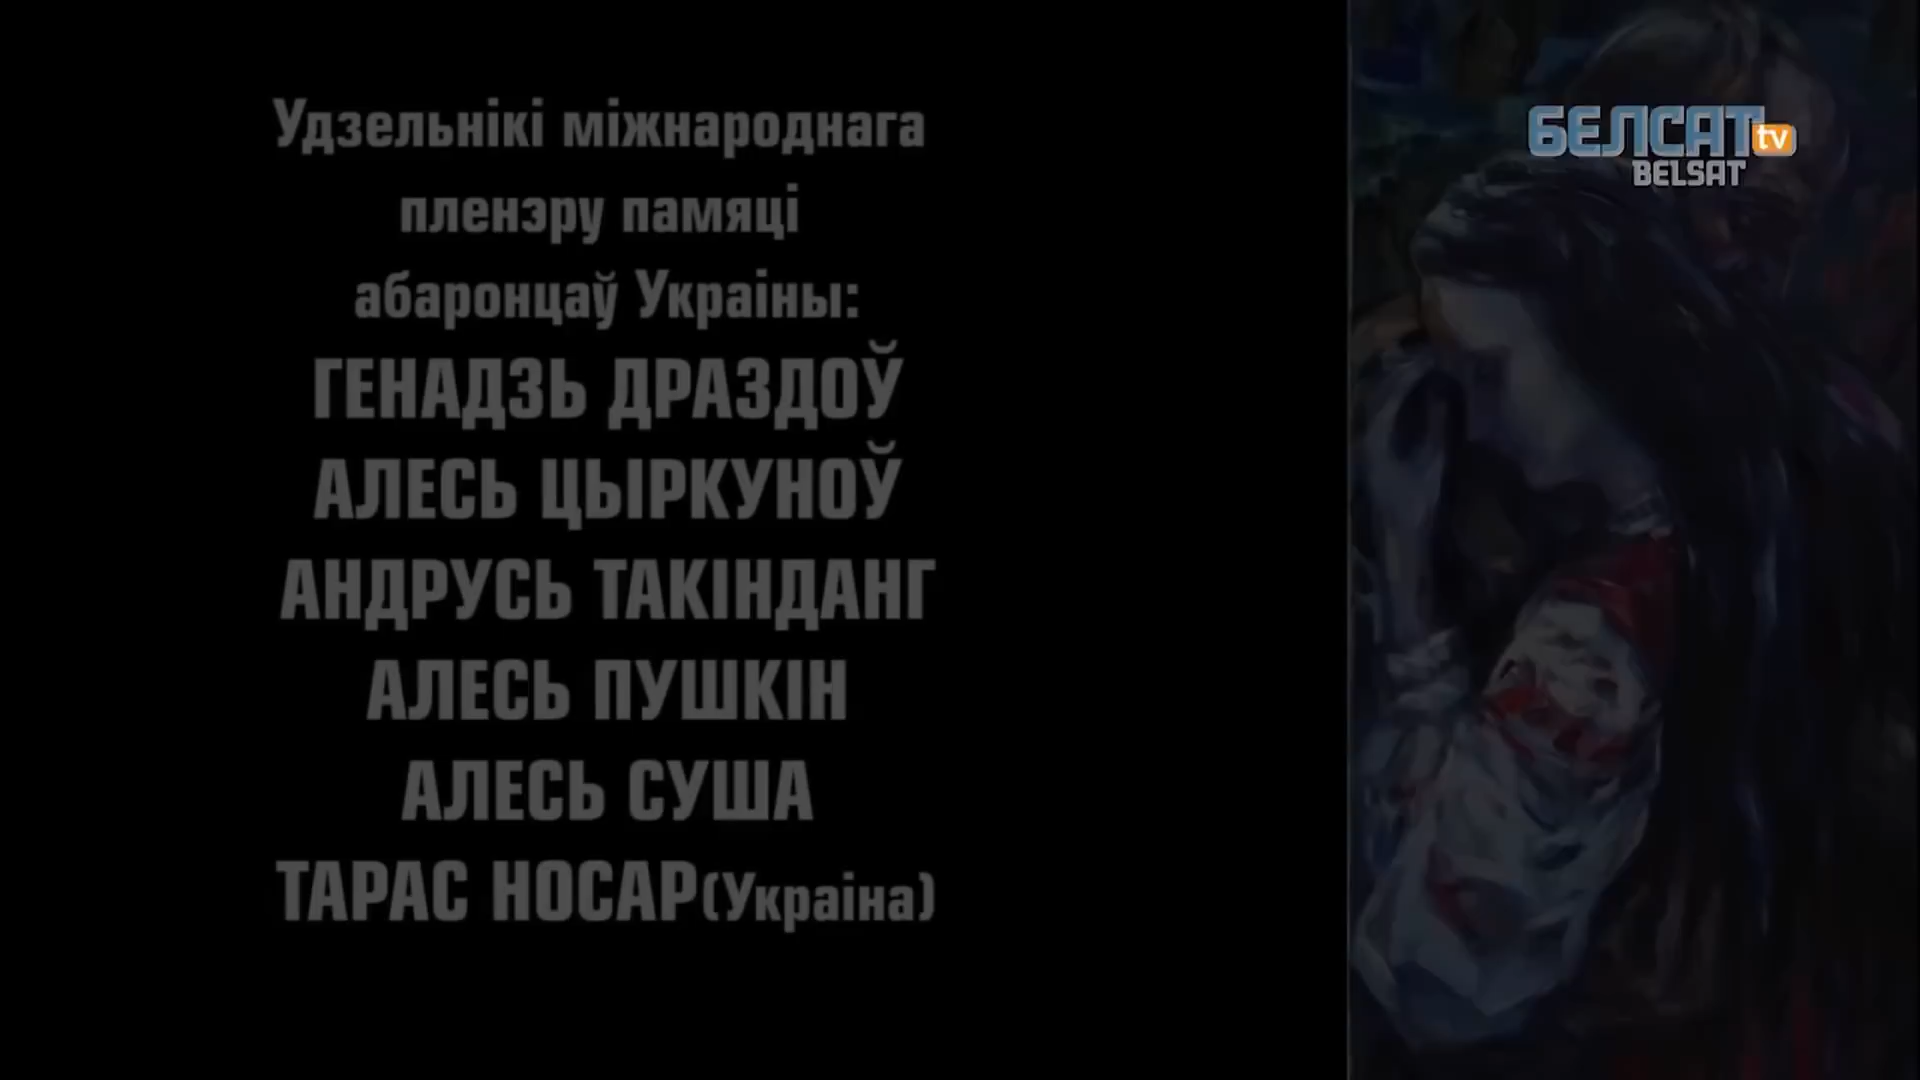 Удзельнікі міжнароднага
пленэру памяці
абаронцаў Украіны:
ГЕНАДЗЬ ДРАЗДОЎ
АЛЕСЬ ЦЫРКУНОЎ
АНДРУСЬ ТАКІНДАНГ
АЛЕСЬ ПУШКІН
АЛЕСЬ СУША
ТАРАС НОСАР(Украіна)
БЕЛСАТ tv
BELSAT